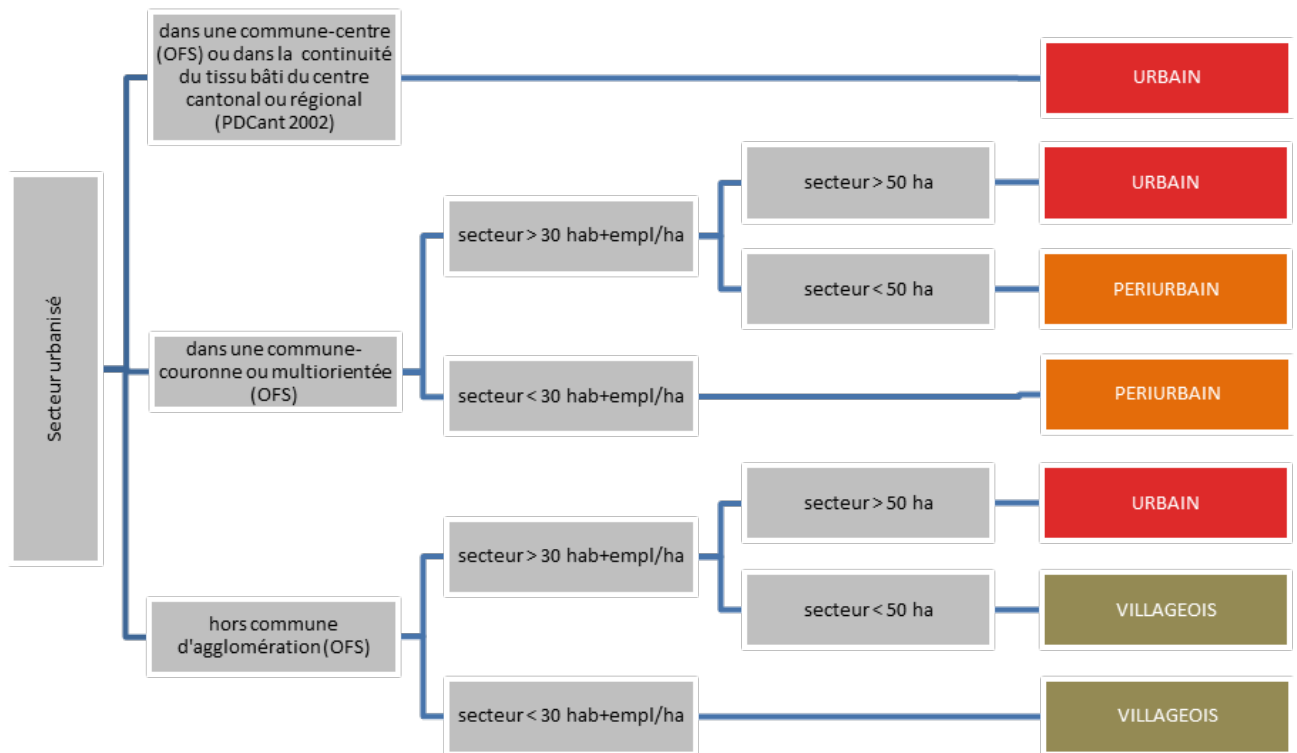 Secteur urbanisé
dans une commune-centre
(OFS) ou dans la continuité
du tissu bâti du centre
cantonal ou régional
(PDCant 2002)
URBAIN
dans une commune-
couronne ou multiorientée
(OFS)
secteur > 30 hab+empl/ha
secteur > 50 ha
URBAIN
secteur < 50 ha
PERIURBAIN
secteur < 30 hab+empl/ha
PERIURBAIN
hors commune
d'agglomération (OFS)
secteur > 30 hab+empl/ha
secteur > 50 ha
URBAIN
secteur < 50 ha
VILLAGEOIS
secteur < 30 hab+empl/ha
VILLAGEOIS